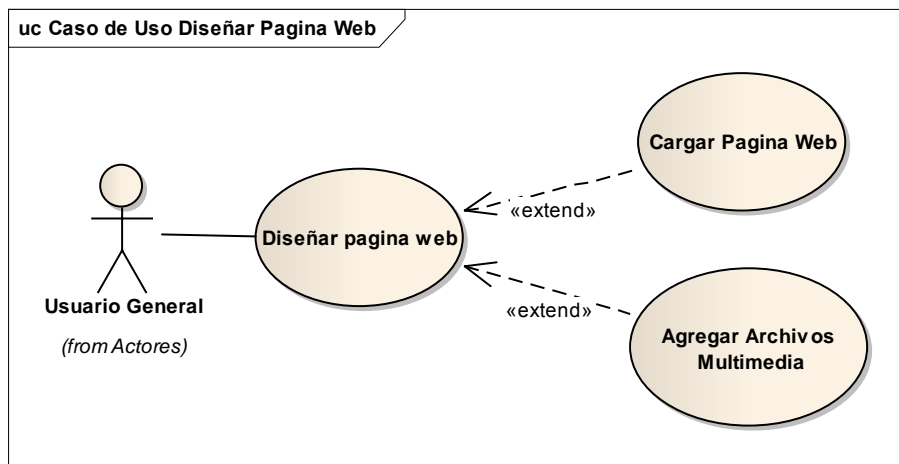 uc Caso de Uso Diseñar Pagina Web
Cargar Pagina Web
«extend»
Diseñar pagina web
Usuario General
(from Actores)
«extend»
Agregar Archivos
Multimedia